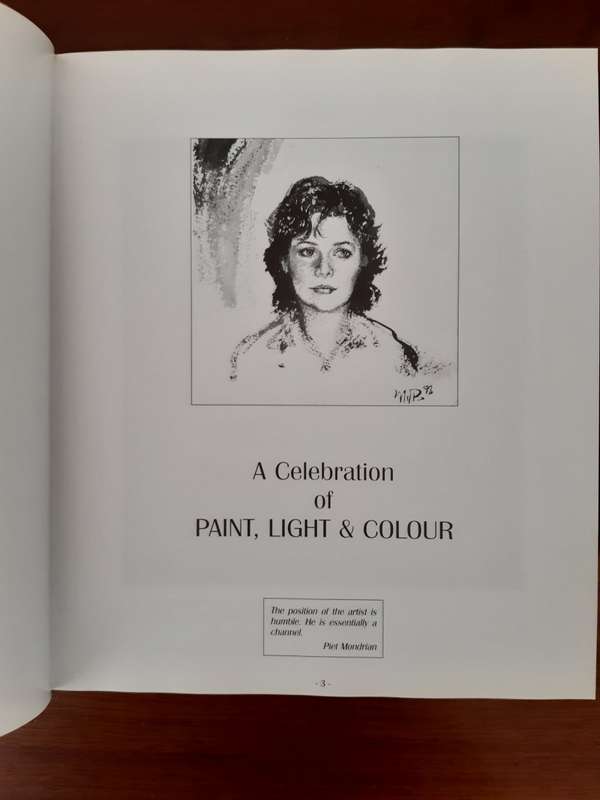 A Celebration
of
PAINT, LIGHT & COLOUR
The position of the artist is
humble. He is essentially a
channel.
Piet Mondrian
- 3 -